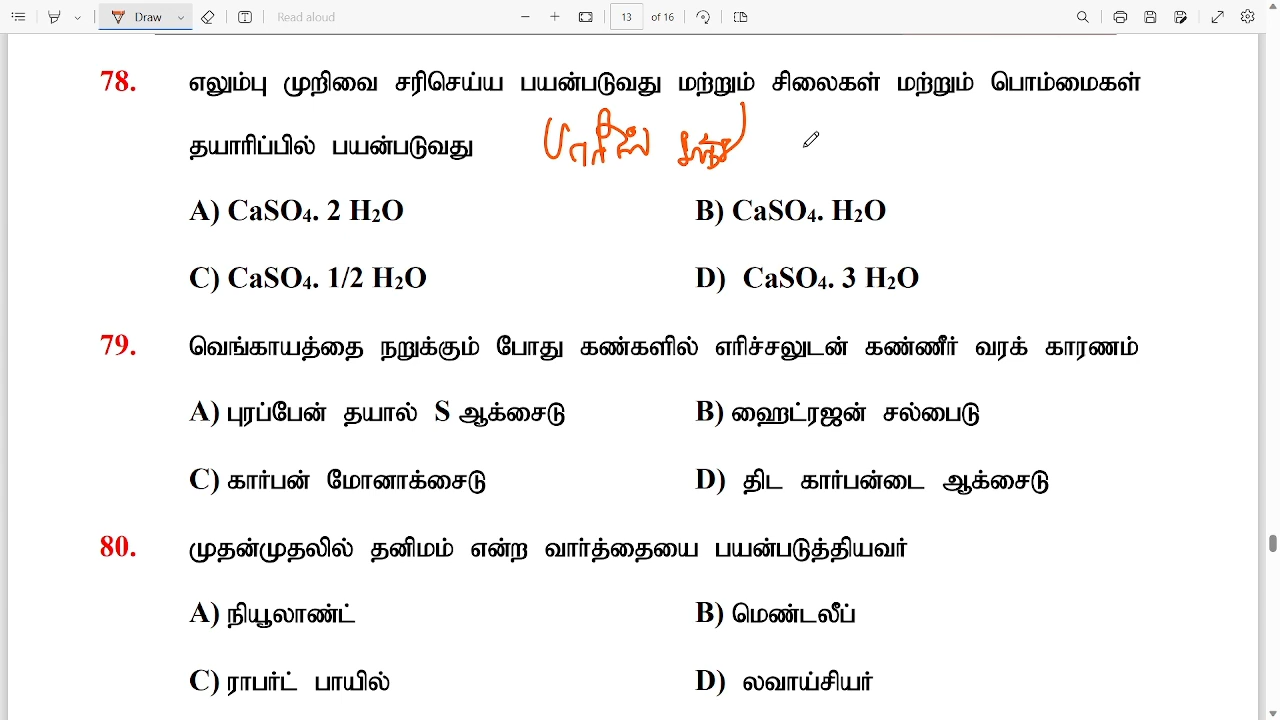 Draw Read aloud 13 of 16
78. எலும்பு முறிவை சரிசெய்ய பயன்படுவது மற்றும் சிலைகள் மற்றும் பொம்மைகள்
தயாரிப்பில் பயன்படுவது பாரிஸ் சாந்து
A) CaSO₄. 2 H₂O B) CaSO₄. H₂O
C) CaSO₄. 1/2 H₂O D) CaSO₄. 3 H₂O
79. வெங்காயத்தை நறுக்கும் போது கண்களில் எரிச்சலுடன் கண்ணீர் வரக் காரணம்
A) புரப்பேன் தயால் S ஆக்சைடு B) ஹைட்ரஜன் சல்பைடு
C) கார்பன் மோனாக்சைடு D) திட கார்பன்டை ஆக்சைடு
80. முதன்முதலில் தனிமம் என்ற வார்த்தையை பயன்படுத்தியவர்
A) நியூலாண்ட் B) மெண்டலீப்
C) ராபர்ட் பாயில் D) லவாய்சியர்